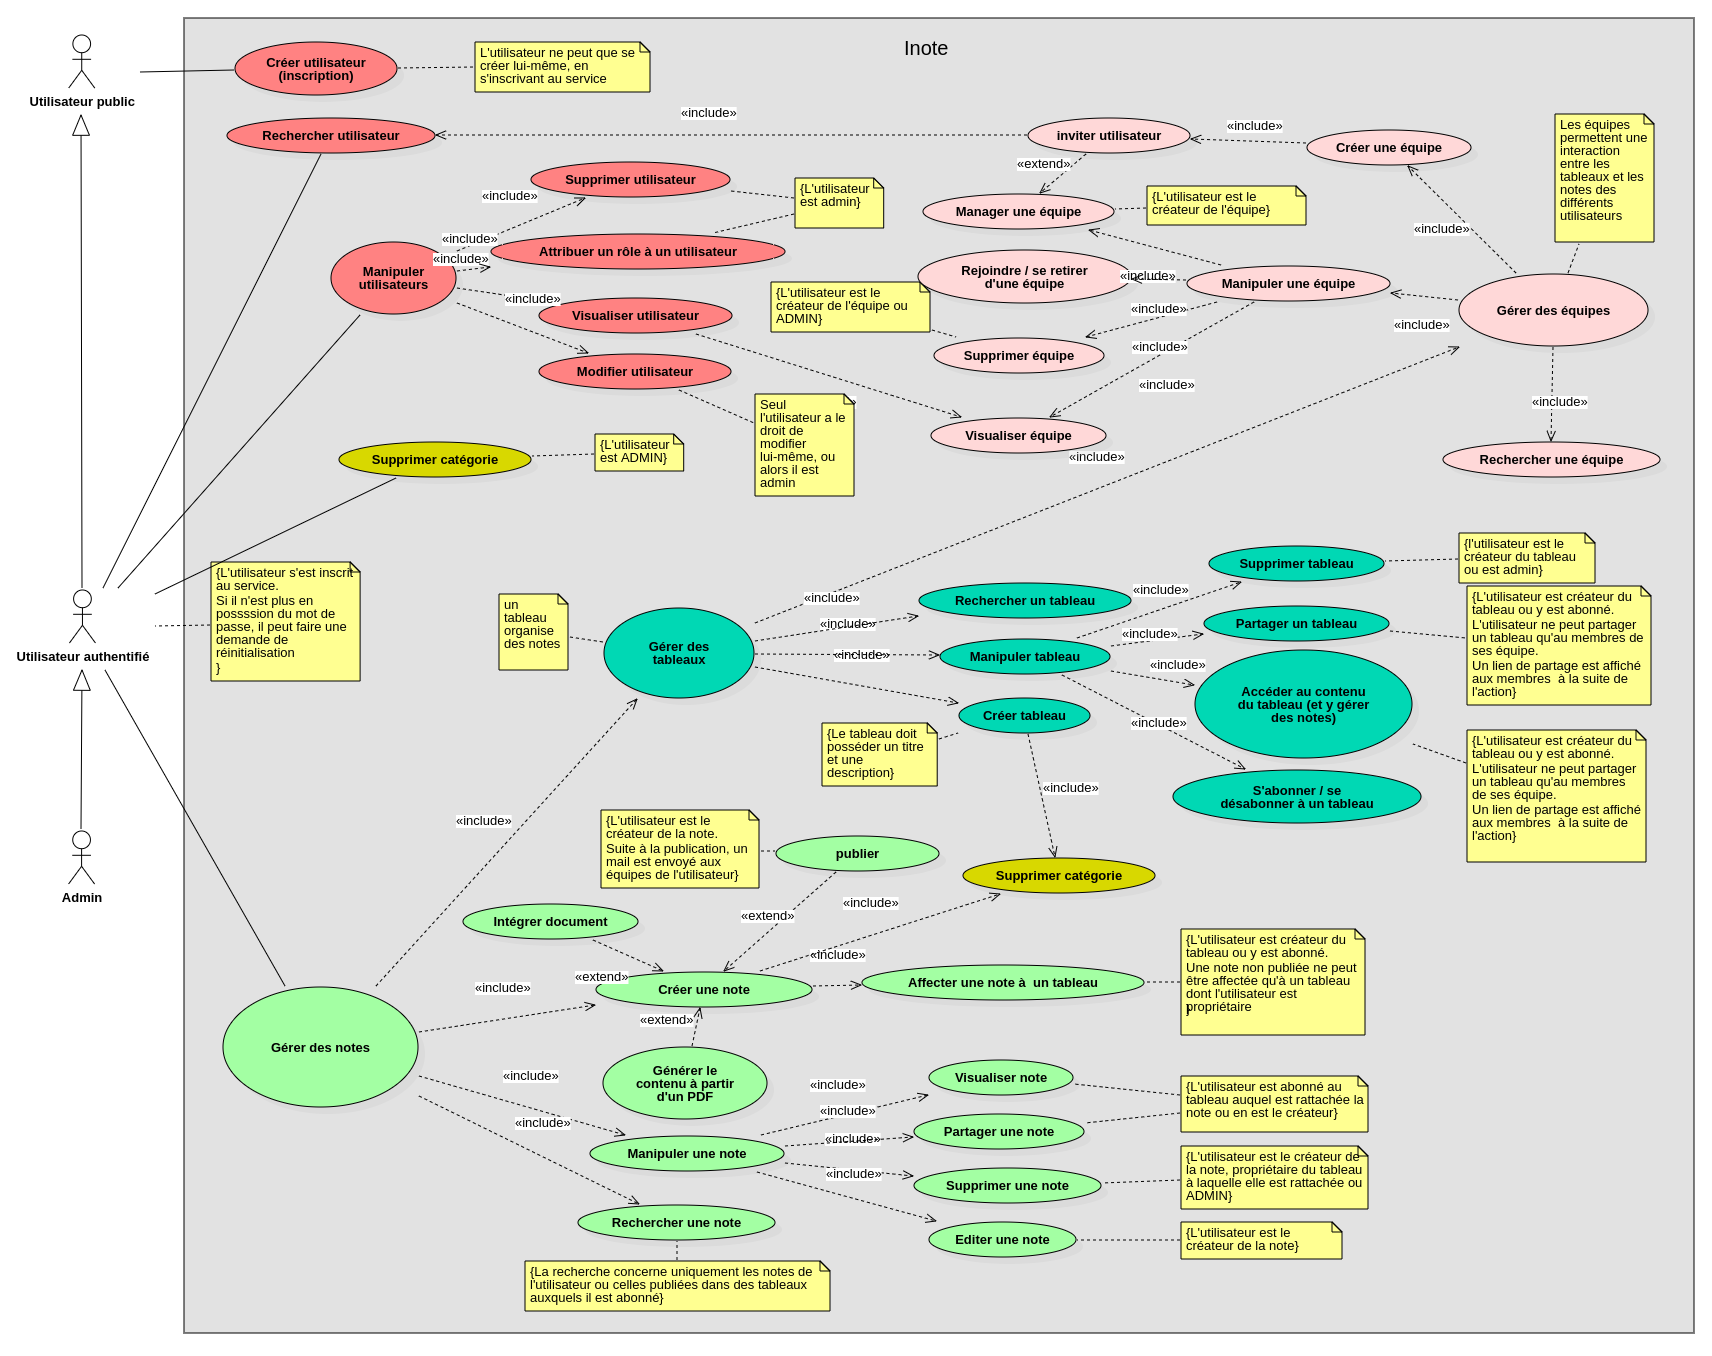 Inote
Utilisateur public
Créer utilisateur
(inscription)
L'utilisateur ne peut que se
créer lui-même, en
s'inscrivant au service
Rechercher utilisateur
«include»
inviter utilisateur
«include»
Créer une équipe
Les équipes
permettent une
interaction
entre les
tableaux et les
notes des
différents
utilisateurs
«extend»
Supprimer utilisateur
{L'utilisateur
est admin}
«include»
Manager une équipe
{L'utilisateur est le
créateur de l'équipe}
«include»
«include»
Attribuer un rôle à un utilisateur
«include»
Manipuler
utilisateurs
Rejoindre / se retirer
d'une équipe
«include»
Manipuler une équipe
Gérer des équipes
{L'utilisateur est le
créateur de l'équipe ou
ADMIN}
«include»
Visualiser utilisateur
«include»
«include»
Supprimer équipe
«include»
Modifier utilisateur
«include»
«include»
Seul
l'utilisateur a le
droit de
modifier
lui-même, ou
alors il est
admin
Visualiser équipe
«include»
Rechercher une équipe
Supprimer catégorie
{L'utilisateur
est ADMIN}
{L'utilisateur s'est inscrit
au service.
Si il n'est plus en
possssion du mot de
passe, il peut faire une
demande de
réinitialisation
}
Utilisateur authentifié
un
tableau
organise
des notes
Gérer des
tableaux
«include»
«include»
«include»
Rechercher un tableau
Manipuler tableau
Créer tableau
{Le tableau doit
posséder un titre
et une
description}
«include»
«include»
«include»
«include»
«include»
Supprimer tableau
{l'utilisateur est le
créateur du tableau
ou est admin}
Partager un tableau
{L'utilisateur est créateur du
tableau ou y est abonné.
L'utilisateur ne peut partager
un tableau qu'au membres de
ses équipe.
Un lien de partage est affiché
aux membres  à la suite de
l'action}
Accéder au contenu
du tableau (et y gérer
des notes)
{L'utilisateur est créateur du
tableau ou y est abonné.
L'utilisateur ne peut partager
un tableau qu'au membres
de ses équipe.
Un lien de partage est affiché
aux membres  à la suite de
l'action}
S'abonner / se
désabonner à un tableau
Admin
«include»
{L'utilisateur est le
créateur de la note.
Suite à la publication, un
mail est envoyé aux
équipes de l'utilisateur}
publier
Supprimer catégorie
Intégrer document
«extend»
«include»
«include»
«extend»
«include»
Créer une note
Affecter une note à  un tableau
{L'utilisateur est créateur du
tableau ou y est abonné.
Une note non publiée ne peut
être affectée qu'à un tableau
dont l'utilisateur est
propriétaire
}
«extend»
Gérer des notes
Générer le
contenu à partir
d'un PDF
«include»
«include»
«include»
«include»
Visualiser note
{L'utilisateur est abonné au
tableau auquel est rattachée la
note ou en est le créateur}
Partager une note
Manipuler une note
«include»
«include»
Supprimer une note
{L'utilisateur est le créateur de
la note, propriétaire du tableau
à laquelle elle est rattachée ou
ADMIN}
Rechercher une note
Editer une note
{L'utilisateur est le
créateur de la note}
{La recherche concerne uniquement les notes de
l'utilisateur ou celles publiées dans des tableaux
auxquels il est abonné}